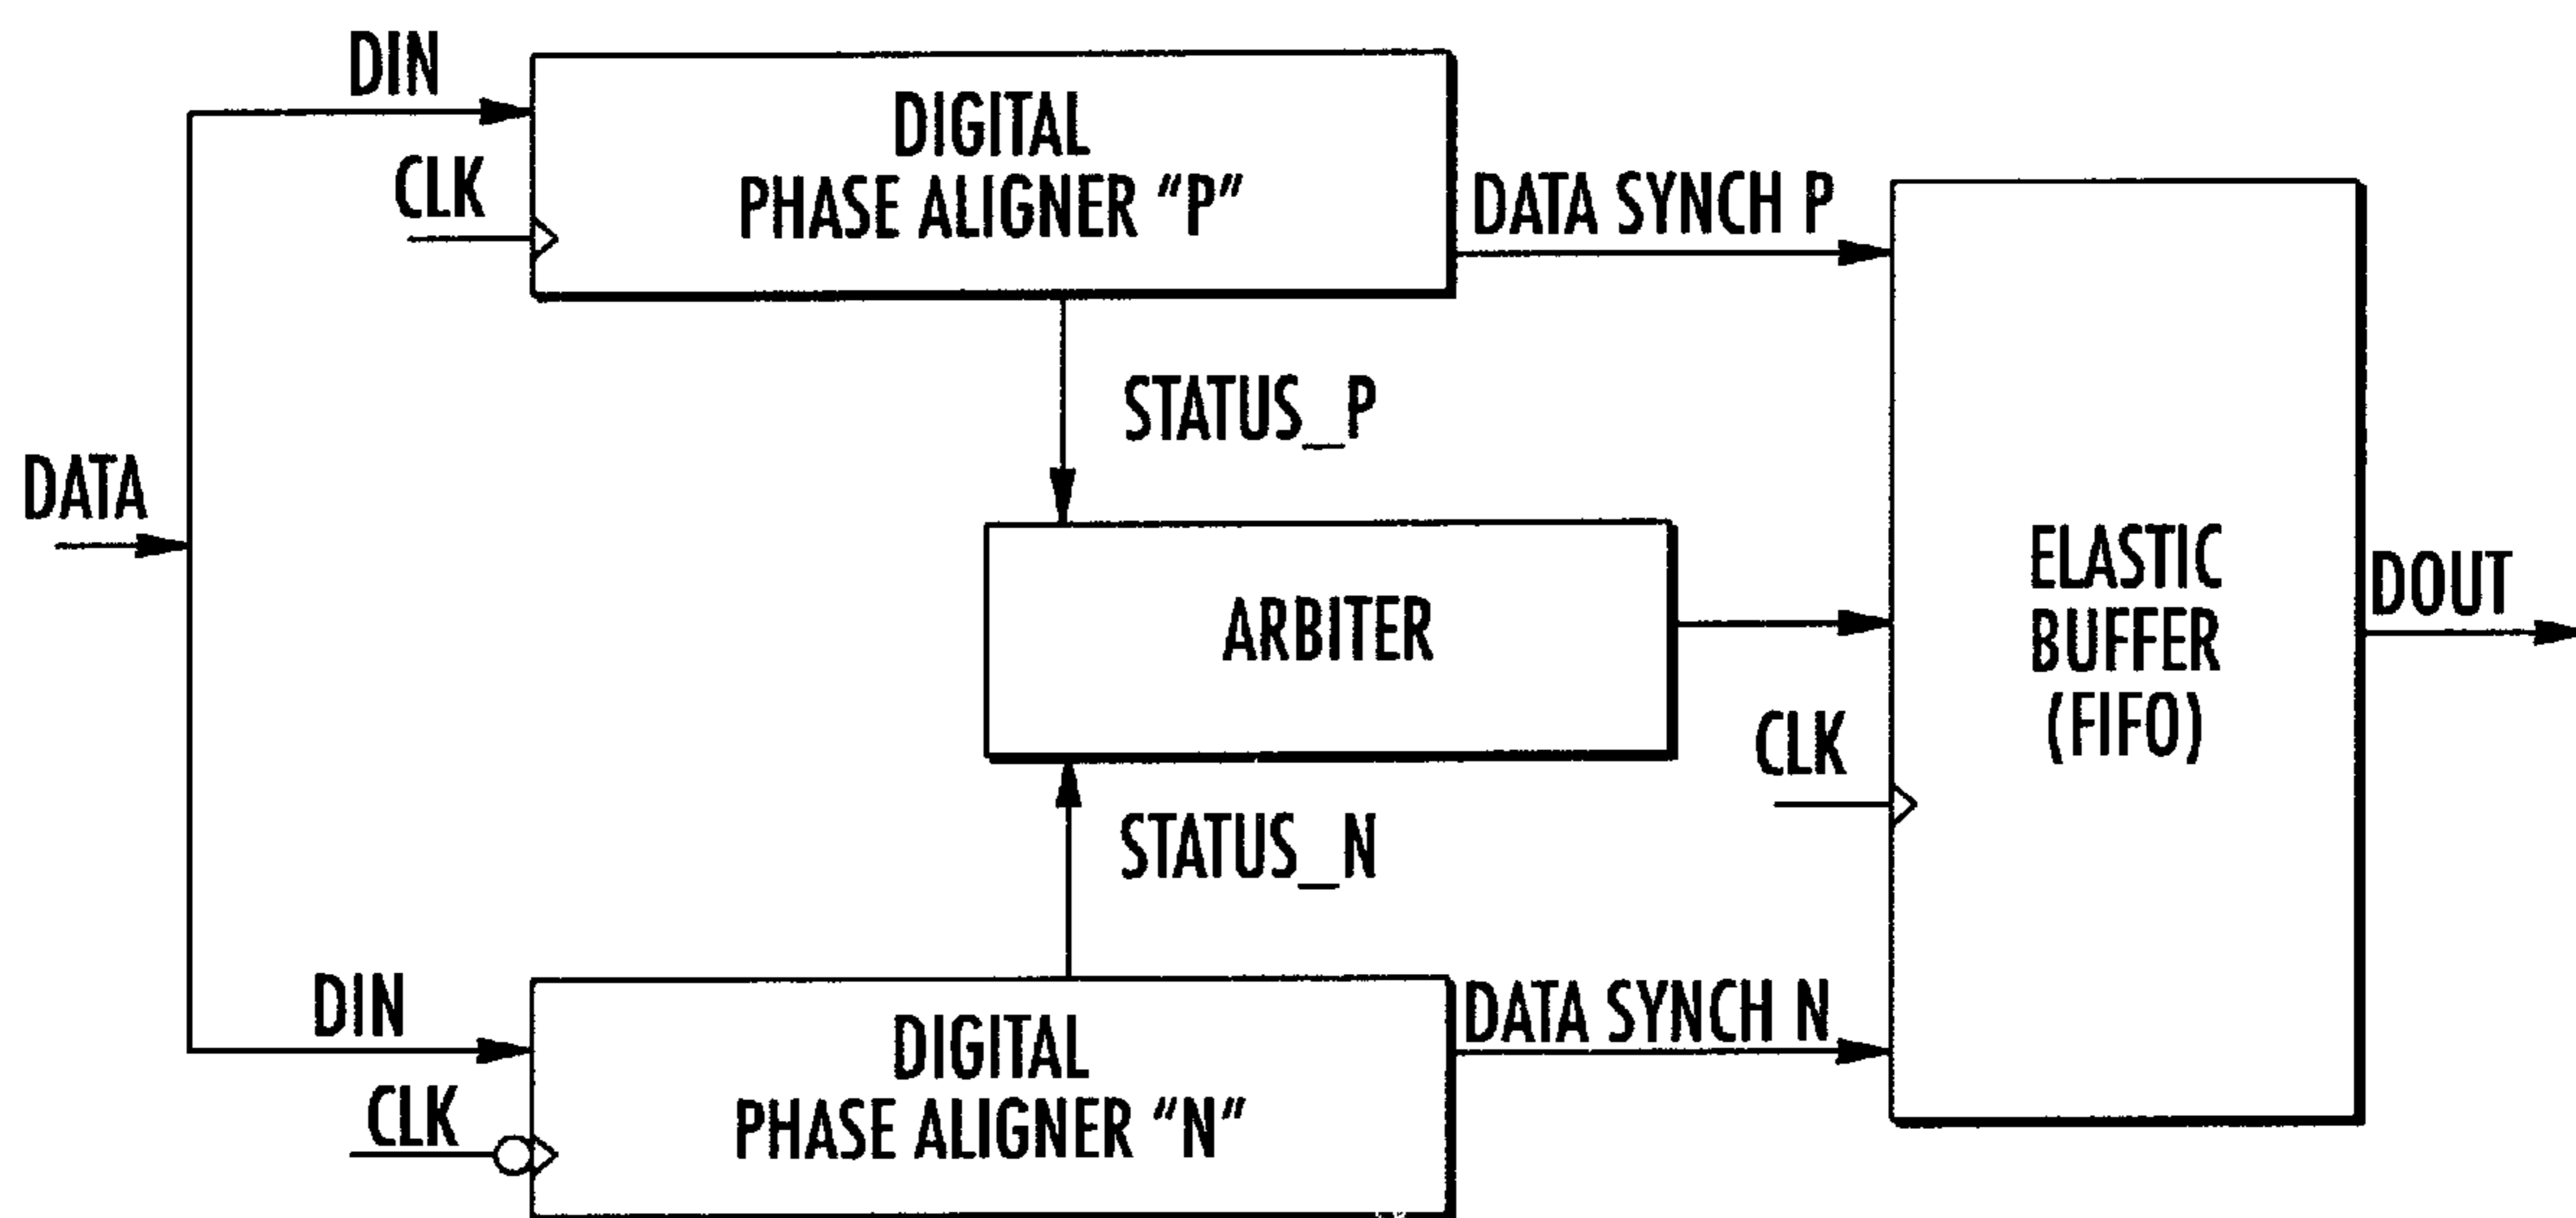 DIN
DIGITAL
PHASE ALIGNER "P"
CLK
DATA SYNCH P
STATUS_P
DATA
ARBITER
ELASTIC
BUFFER
(FIFO)
DOUT
CLK
STATUS_N
DIN
DIGITAL
PHASE ALIGNER "N"
CLK
DATA SYNCH N